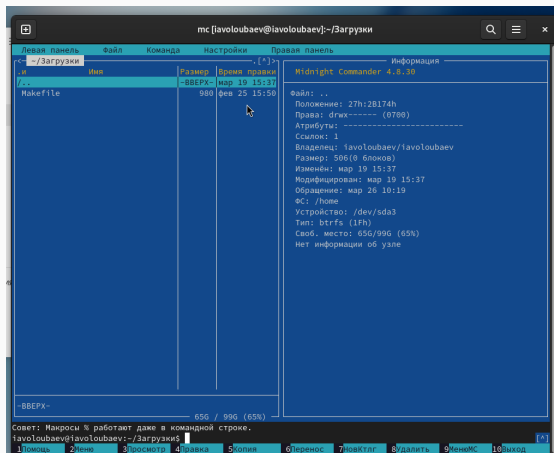 mc [iavoloubaev@iavoloubaev]:~/Загрузки
Левая панель Файл Команда Настройки Правая панель
<— ~/Загрузки .[^]>
.и Имя Размер Время правки
/.. -ВВЕРХ- мар 19 15:37
Makefile 980 фев 25 15:50
-ВВЕРХ-
65G / 99G (65%)
Информация
Midnight Commander 4.8.30
Файл: ..
Положение: 27h:2B174h
Права: drwx------ (0700)
Атрибуты: ------------------------
Ссылок: 1
Владелец: iavoloubaev/iavoloubaev
Размер: 506(0 блоков)
Изменён: мар 19 15:37
Модифицирован: мар 19 15:37
Обращение: мар 26 10:19
ФС: /home
Устройство: /dev/sda3
Тип: btrfs (1Fh)
Своб. место: 65G/99G (65%)
Нет информации об узле
Совет: Макросы % работают даже в командной строке.
iavoloubaev@iavoloubaev:~/Загрузки$ [^]
1Помощь 2Меню 3Просмотр 4Правка 5Копия 6Перенос 7НовКтлг 8Удалить 9МенюМС 10Выход